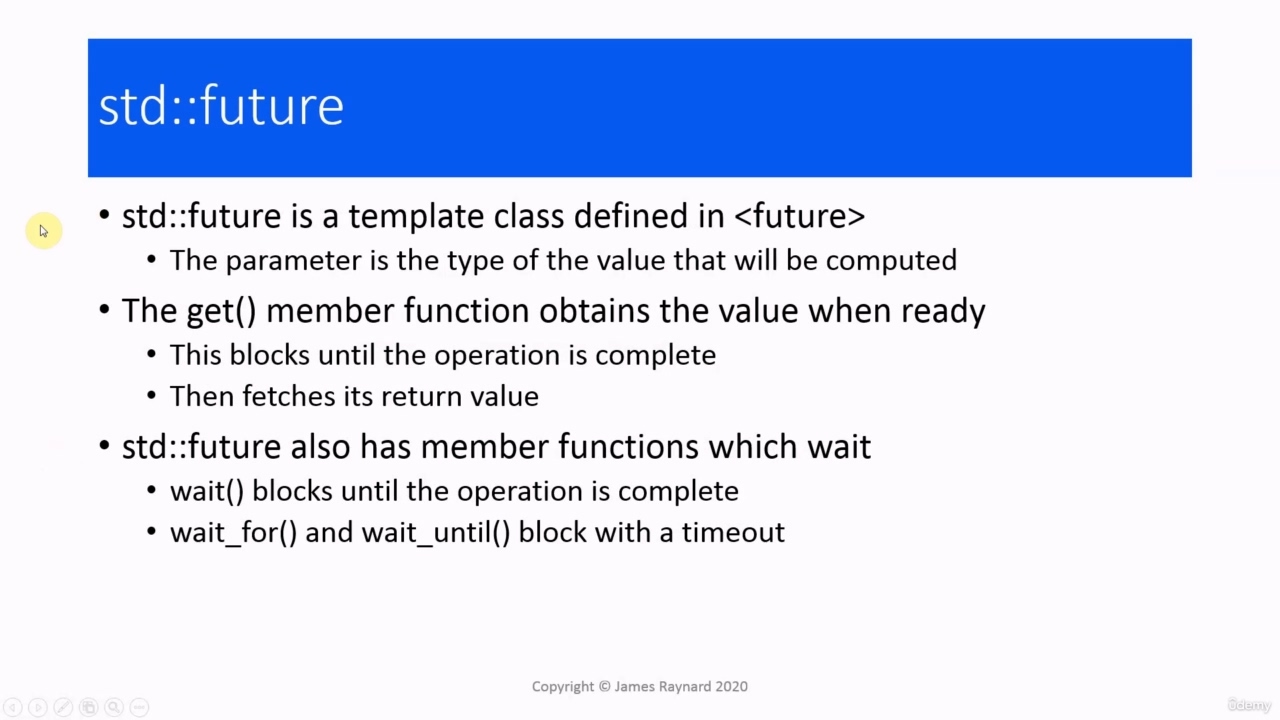 std::future
• std::future is a template class defined in <future>
• The parameter is the type of the value that will be computed
• The get() member function obtains the value when ready
• This blocks until the operation is complete
• Then fetches its return value
• std::future also has member functions which wait
• wait() blocks until the operation is complete
• wait_for() and wait_until() block with a timeout
Copyright © James Raynard 2020
ûdemy